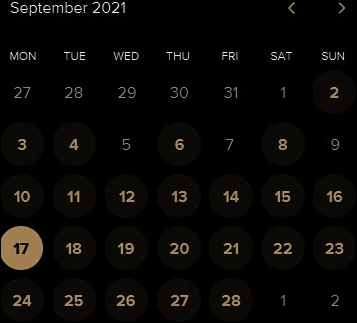 September 2021
MON TUE WED THU FRI SAT SUN
27 28 29 30 31 1 2
3 4 5 6 7 8 9
10 11 12 13 14 15 16
17 18 19 20 21 22 23
24 25 26 27 28 1 2